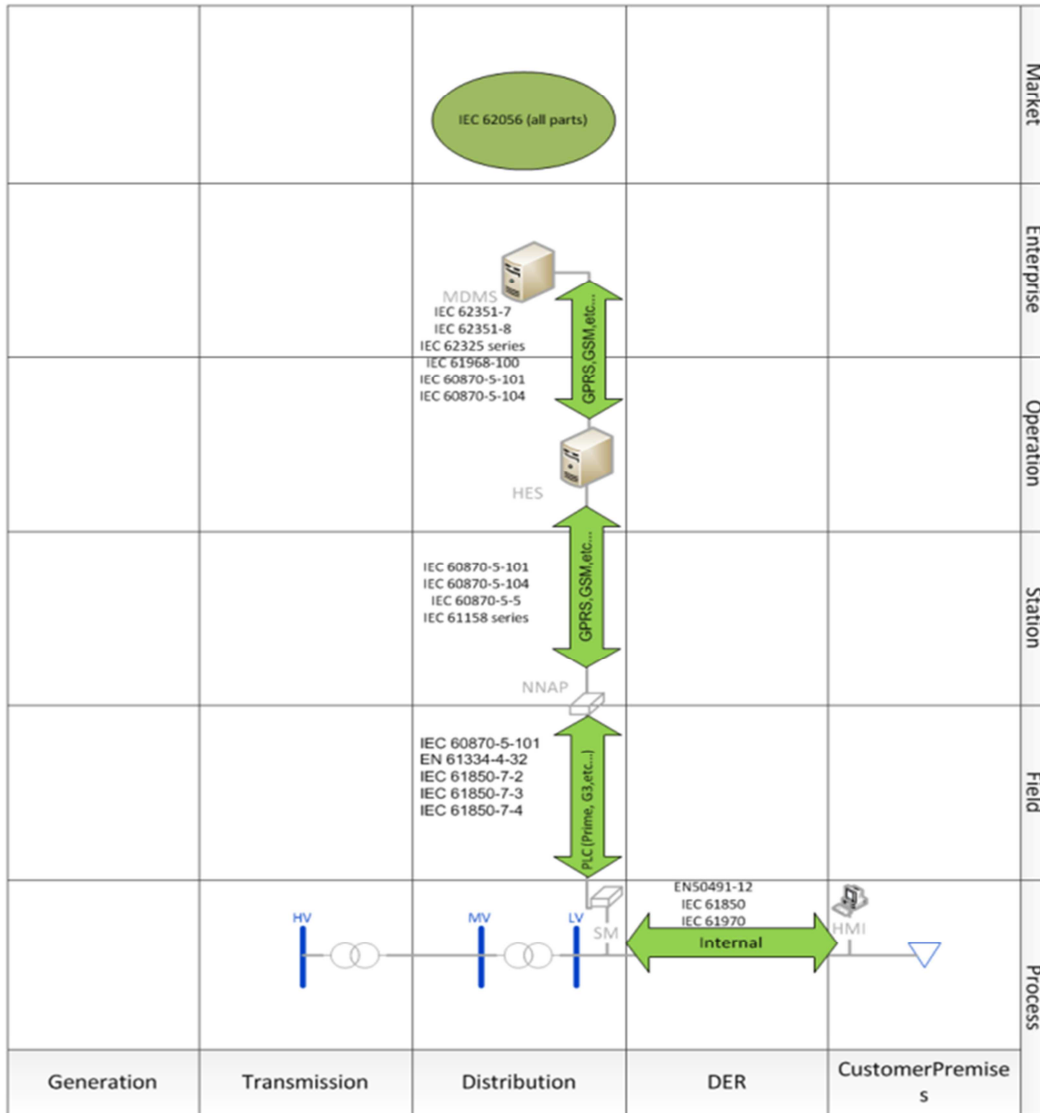 Market
IEC 62056 (all parts)
Enterprise
MDMS
IEC 62351-7
IEC 62351-8
IEC 62325 series
IEC 61968-100
IEC 60870-5-101
IEC 60870-5-104
GPRS,GSM,etc...
Operation
HES
IEC 60870-5-101
IEC 60870-5-104
IEC 60870-5-5
IEC 61158 series
GPRS,GSM,etc...
Station
NNAP
IEC 60870-5-101
EN 61334-4-32
IEC 61850-7-2
IEC 61850-7-3
IEC 61850-7-4
PLC (Prime, G3,etc...)
Field
EN50491-12
IEC 61850
IEC 61970
Internal
HV
MV
LV
SM
HMI
Process
Generation
Transmission
Distribution
DER
CustomerPremise
s